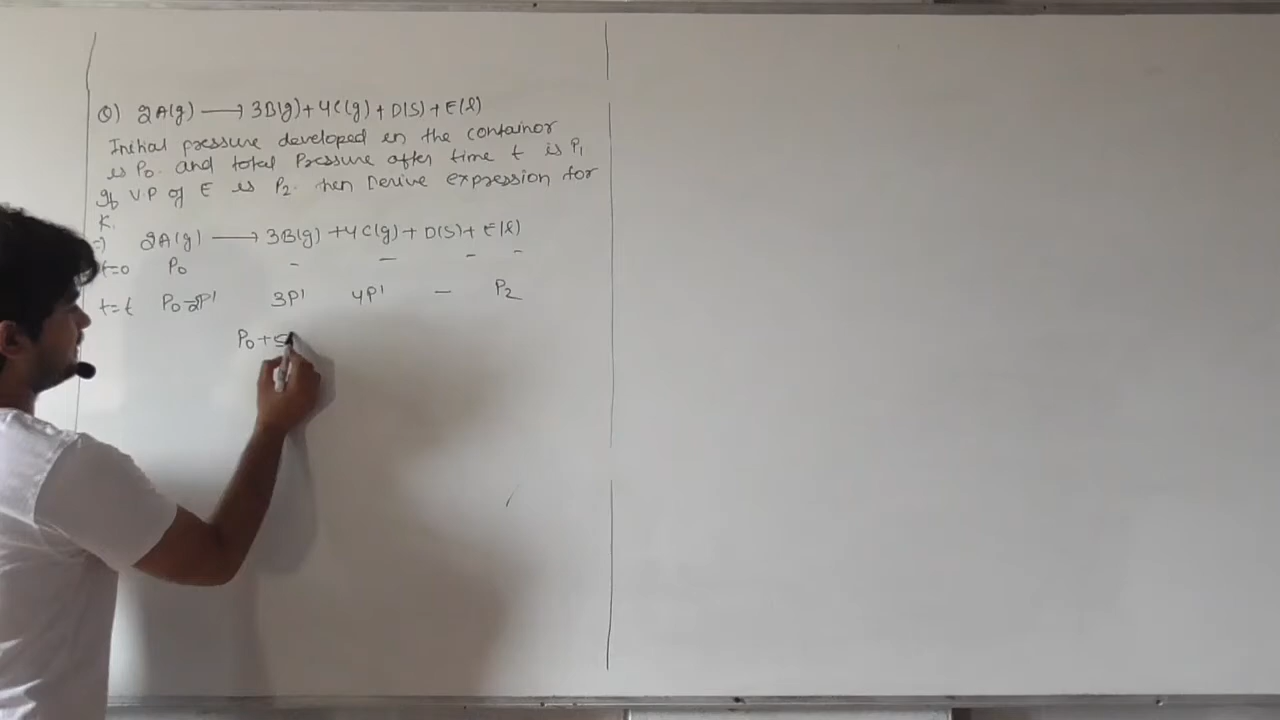 Q) 2A(g) ⟶ 3B(g) + 4C(g) + D(S) + E(l)
Initial pressure developed in the container
is P₀. and total Pressure after time t is P₁
If V.P of E is P₂. then Derive expression for
K.
⇒) 2A(g) ⟶ 3B(g) + 4C(g) + D(S) + E(l)
t=0 P₀ - - - -
t=t P₀-2P' 3P' 4P' - P₂
P₀+5